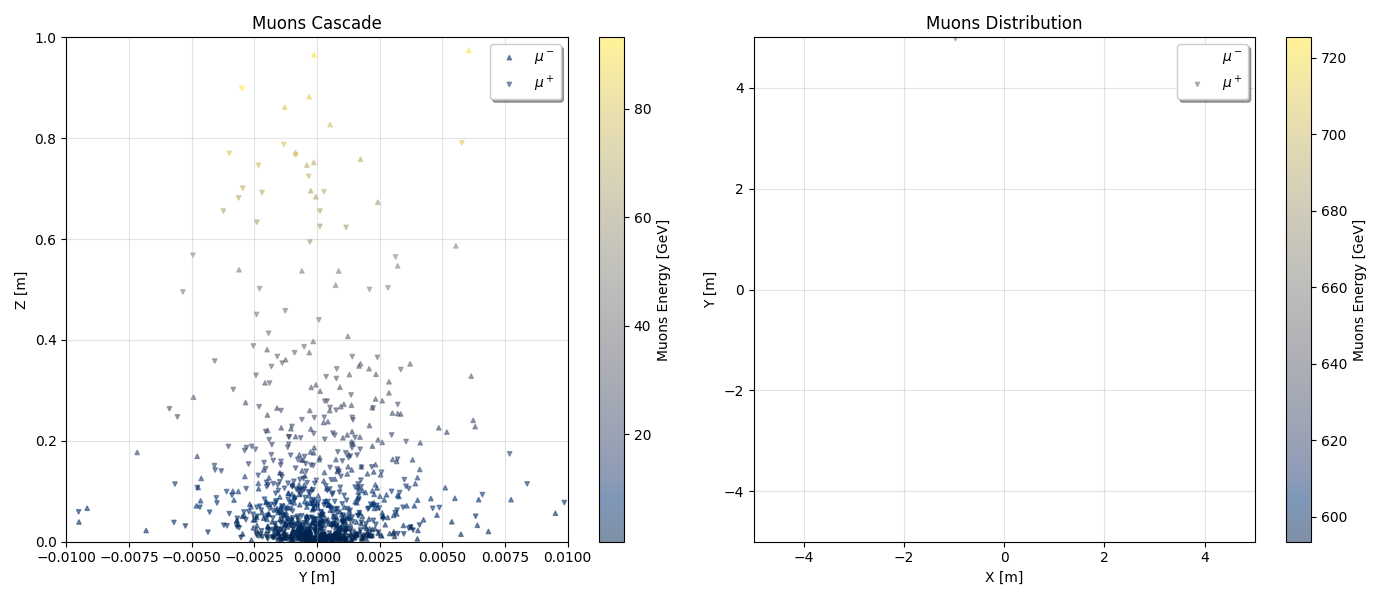 Muons Cascade
1.0
0.8
0.6
0.4
0.2
0.0
Z [m]
−0.0100 −0.0075 −0.0050 −0.0025 0.0000 0.0025 0.0050 0.0075 0.0100
Y [m]
μ⁻
μ⁺
80
60
40
20
Muons Energy [GeV]
Muons Distribution
4
2
0
−2
−4
Y [m]
−4 −2 0 2 4
X [m]
μ⁻
μ⁺
720
700
680
660
640
620
600
Muons Energy [GeV]